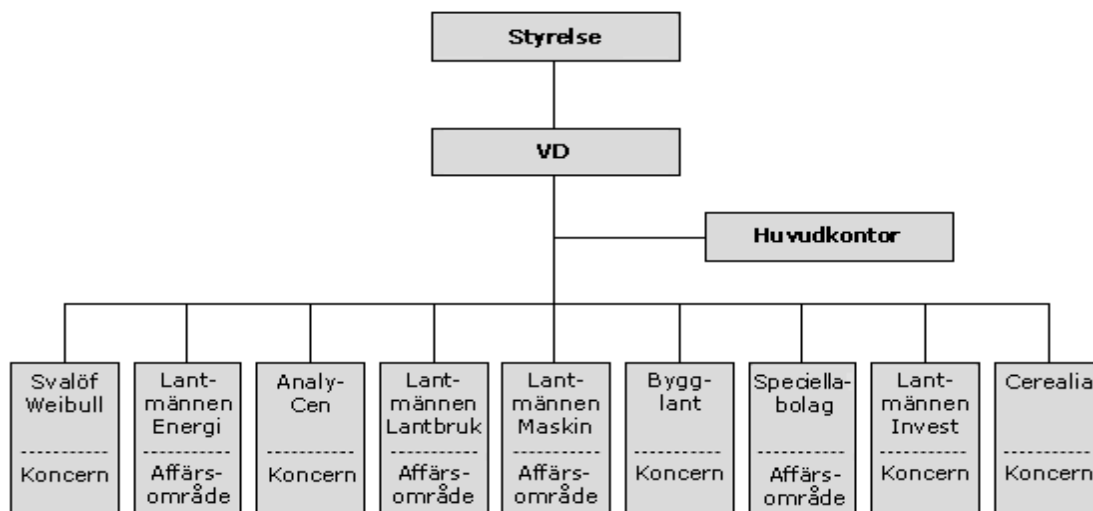 Styrelse
VD
Huvudkontor
Svalöf
Weibull
Koncern
Lant-
männen
Energi
Affärs-
område
Analy-
Cen
Koncern
Lant-
männen
Lantbruk
Affärs-
område
Lant-
männen
Maskin
Affärs-
område
Bygg-
lant
Koncern
Speciella-
bolag
Affärs-
område
Lant-
männen
Invest
Koncern
Cerealia
Koncern